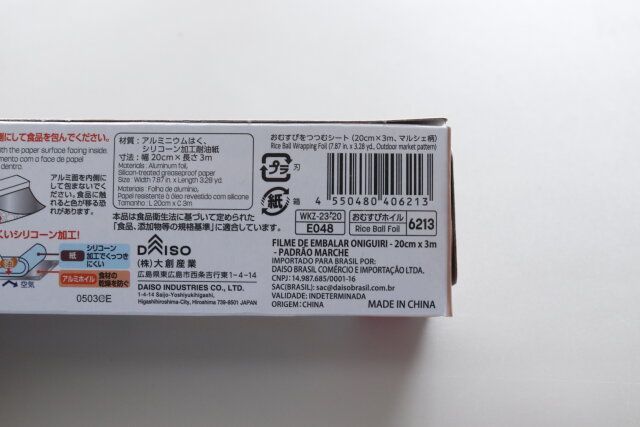 側にして食品を包んでください。
with the paper surface facing inside.
mento com a face de papel
dentro.
アルミ面を内側に
して包まないで
ください。食品に触
れると色が移る恐
れがあります。
くいシリコーン加工!
紙
シリコーン
加工でくっつき
にくい
アルミホイル
食材の
乾燥を防ぐ
空気
0503@E
材質:アルミニウムはく、
シリコーン加工耐油紙
寸法:幅20cm×長さ3m
Materials : Aluminum foil,
Silicon-treated greaseproof paper
Size : Width 7.87 in. x Length 3.28 yd.
Materiais : Folha de alumínio,
Papel resistente à óleo revestido com silicone
Tamanho : L 20cm x C 3m
本品は食品衛生法に基づいて定められた
「食品、添加物等の規格基準」に適合しています。
DAISO
(株)大創産業
広島県東広島市西条吉行東1-4-14
DAISO INDUSTRIES CO., LTD.
1-4-14 Saijo-Yoshiyukihigashi,
Higashihiroshima-City, Hiroshima, 739-8501 JAPAN
おむすびをつつむシート(20cm×3m、マルシェ柄)
Rice Ball Wrapping Foil (7.87 in. x 3.28 yd., Outdoor market pattern)
プラ
刃
紙
箱
4 550480 406213
WKZ-23*20
E048
おむすびホイル
Rice Ball Foil
6213
FILME DE EMBALAR ONIGUIRI - 20cm x 3m
- PADRÃO MARCHE
IMPORTADO PARA BRASIL POR:
DAISO BRASIL COMÉRCIO E IMPORTAÇÃO LTDA.
CNPJ : 14.987.685/0001-16
SAC(BRASIL): sac@daisobrasil.com.br
VALIDADE: INDETERMINADA
ORIGEM: CHINA
MADE IN CHINA